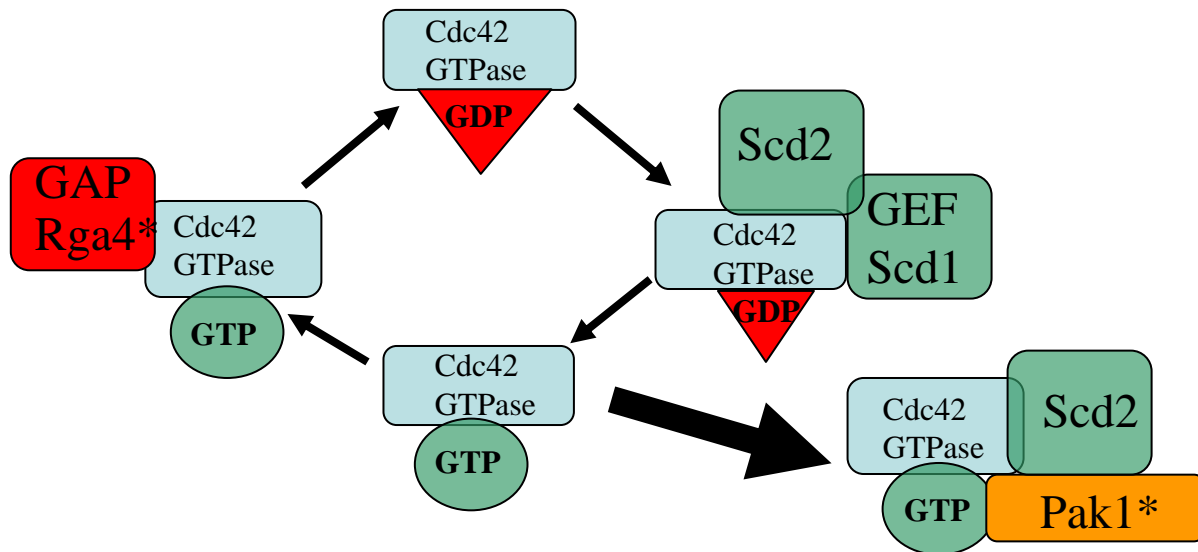 Cdc42
GTPase
GDP
Scd2
GEF
Scd1
Cdc42
GTPase
GDP
GAP
Rga4*
Cdc42
GTPase
GTP
Cdc42
GTPase
GTP
Cdc42
GTPase
Scd2
GTP
Pak1*